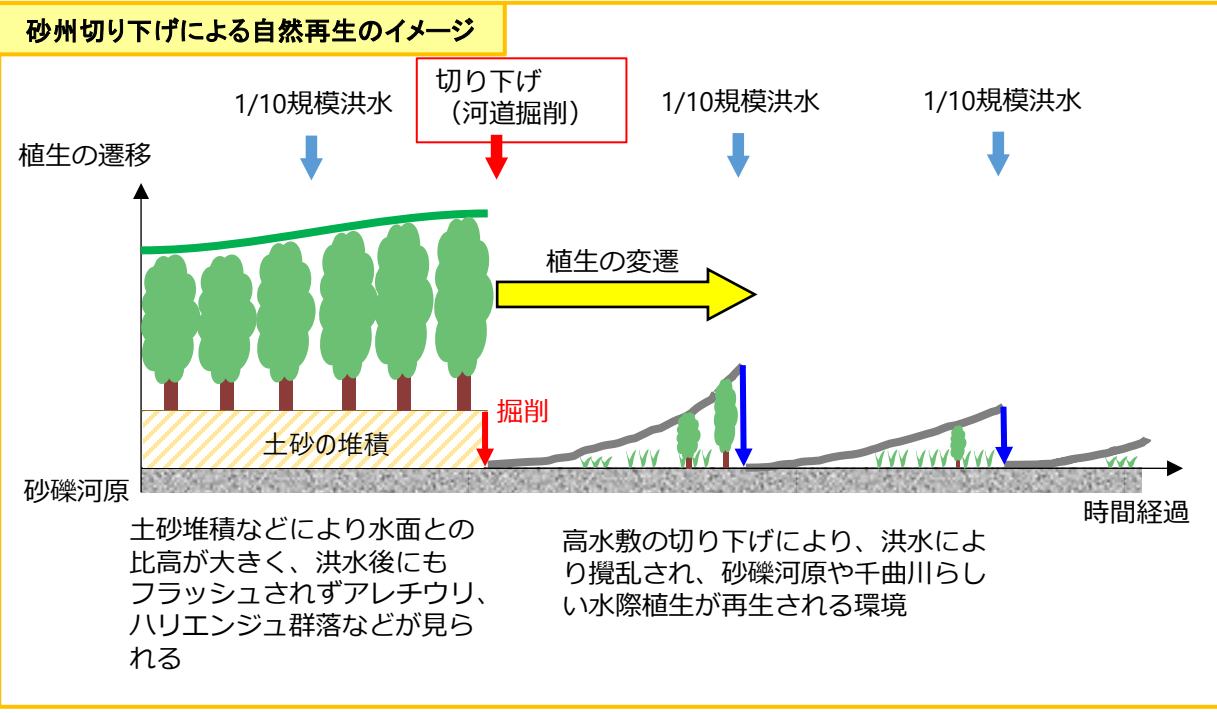 砂州切り下げによる自然再生のイメージ
1/10規模洪水
切り下げ
（河道掘削）
1/10規模洪水
1/10規模洪水
植生の遷移
植生の変遷
掘削
土砂の堆積
砂礫河原
時間経過
土砂堆積などにより水面との
比高が大きく、洪水後にも
フラッシュされずアレチウリ、
ハリエンジュ群落などが見ら
れる
高水敷の切り下げにより、洪水によ
り攪乱され、砂礫河原や千曲川らし
い水際植生が再生される環境